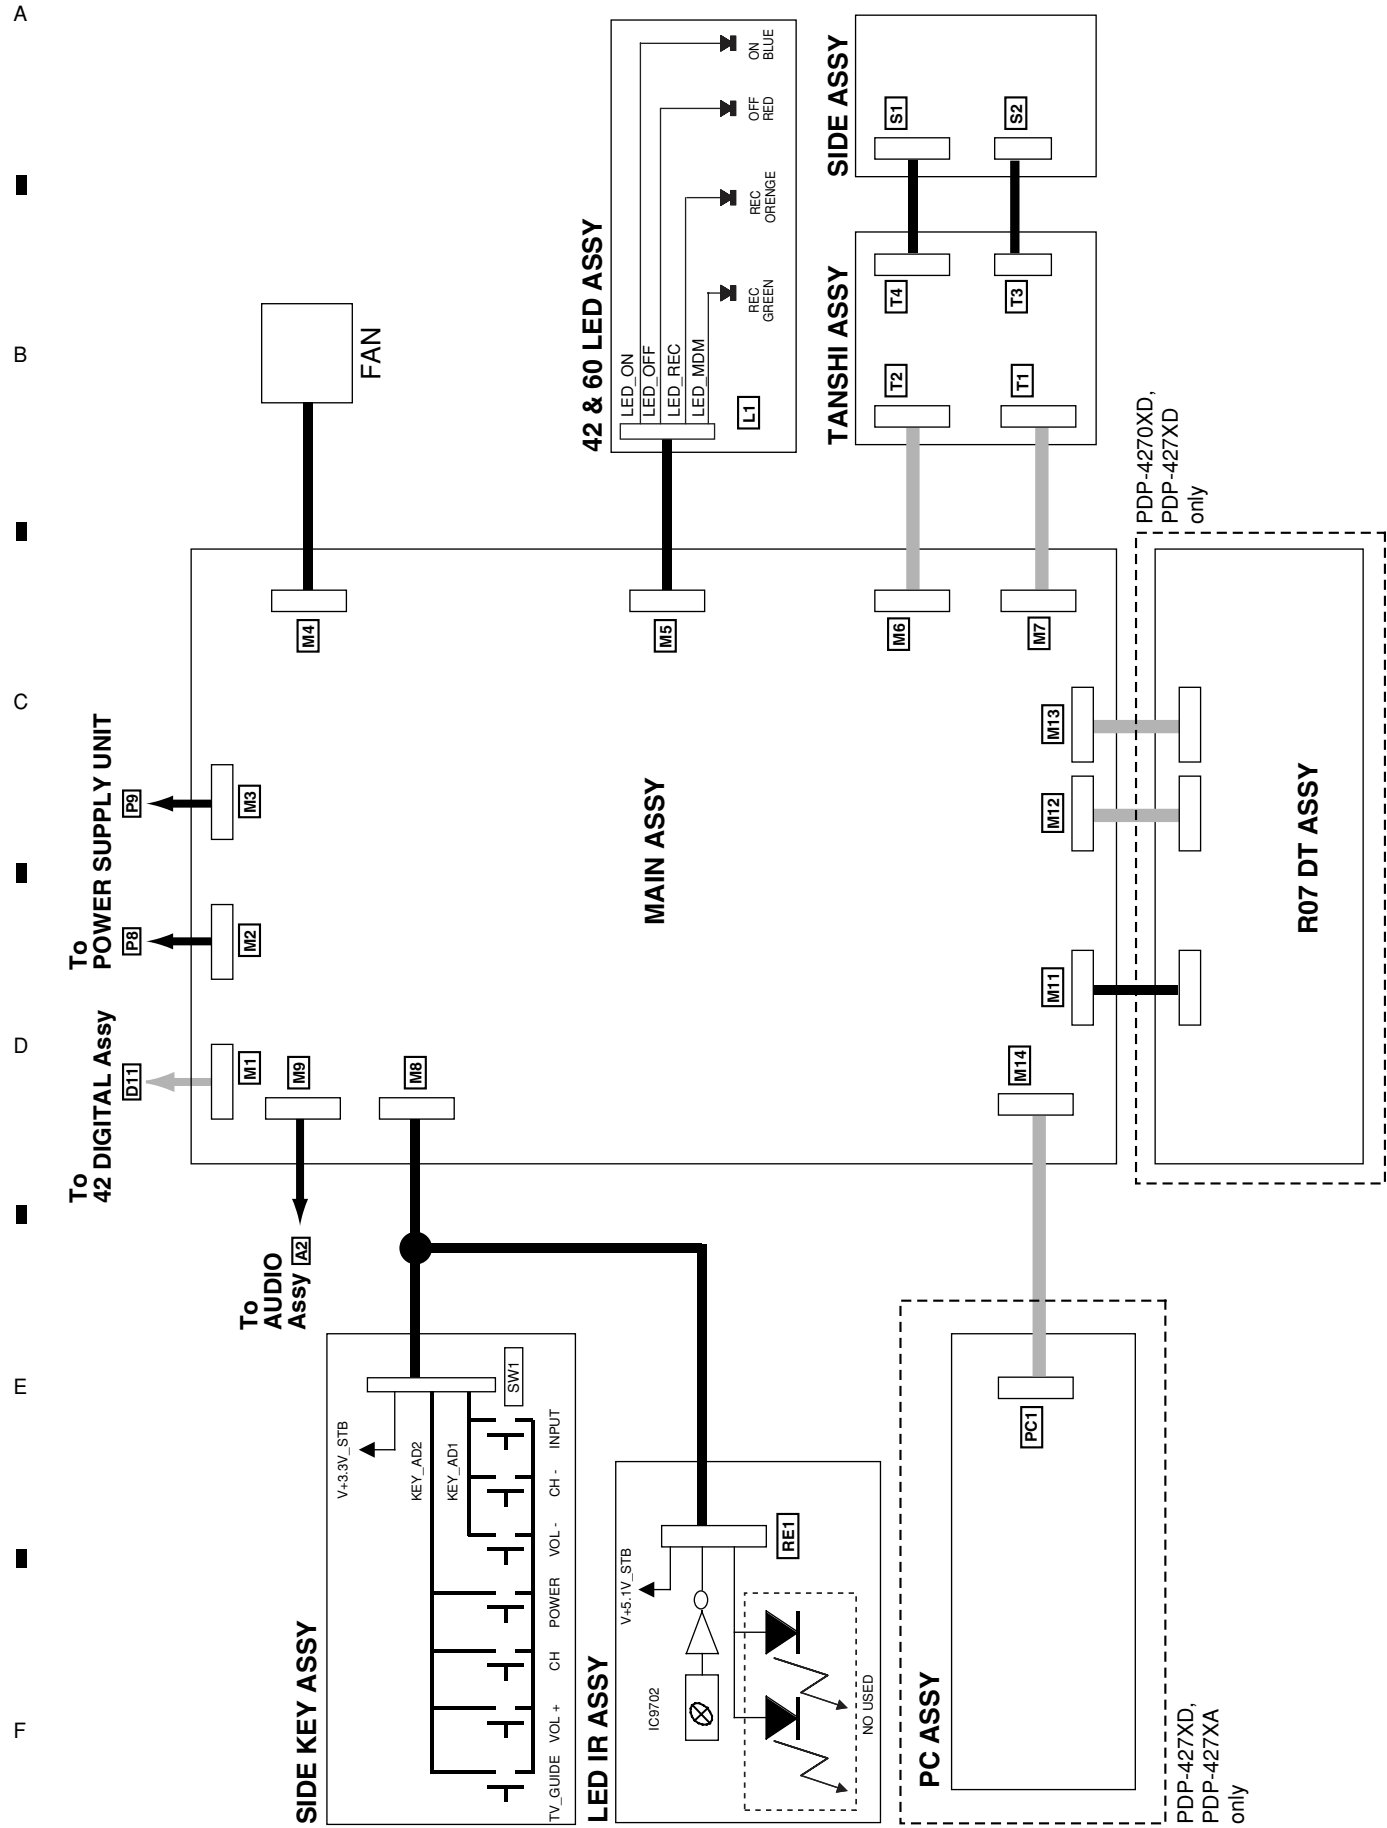 A
B
C
D
E
F
FAN
42 & 60 LED ASSY
LED_ON
LED_OFF
LED_REC
LED_MDM
L1
ON
BLUE
OFF
RED
REC
ORENGE
REC
GREEN
SIDE ASSY
S1
S2
TANSHI ASSY
T4
T3
T2
T1
PDP-4270XD,
PDP-427XD
only
M4
M5
M6
M7
To
POWER SUPPLY UNIT
P9
M3
P8
M2
To
42 DIGITAL Assy
D11
M1
M9
M8
MAIN ASSY
M13
M12
M11
M14
R07 DT ASSY
To
AUDIO
Assy
A2
SIDE KEY ASSY
V+3.3V_STB
KEY_AD2
KEY_AD1
SW1
TV_GUIDE
VOL +
CH
POWER
VOL -
CH -
INPUT
LED IR ASSY
V+5.1V_STB
RE1
IC9702
NO USED
PC ASSY
PC1
PDP-427XD,
PDP-427XA
only